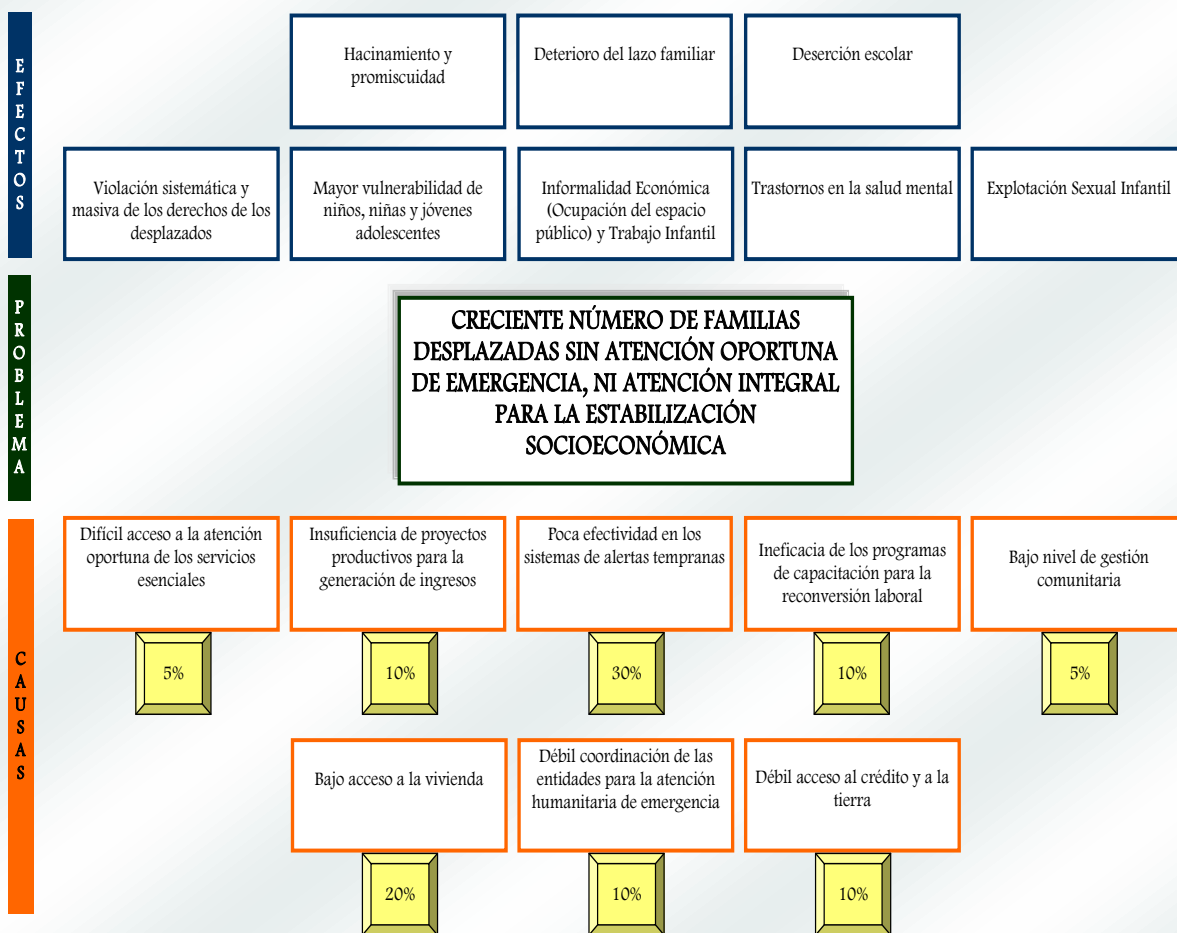 EFECTOS
Hacinamiento y
promiscuidad
Deterioro del lazo familiar
Deserción escolar
Violación sistemática y
masiva de los derechos de los
desplazados
Mayor vulnerabilidad de
niños, niñas y jóvenes
adolescentes
Informalidad Económica
(Ocupación del espacio
público) y Trabajo Infantil
Trastornos en la salud mental
Explotación Sexual Infantil
PROBLEMA
CRECIENTE NÚMERO DE FAMILIAS
DESPLAZADAS SIN ATENCIÓN OPORTUNA
DE EMERGENCIA, NI ATENCIÓN INTEGRAL
PARA LA ESTABILIZACIÓN
SOCIOECONÓMICA
CAUSAS
Difícil acceso a la atención
oportuna de los servicios
esenciales
Insuficiencia de proyectos
productivos para la
generación de ingresos
Poca efectividad en los
sistemas de alertas tempranas
Ineficacia de los programas
de capacitación para la
reconversión laboral
Bajo nivel de gestión
comunitaria
5%
10%
30%
10%
5%
Bajo acceso a la vivienda
Débil coordinación de las
entidades para la atención
humanitaria de emergencia
Débil acceso al crédito y a la
tierra
20%
10%
10%